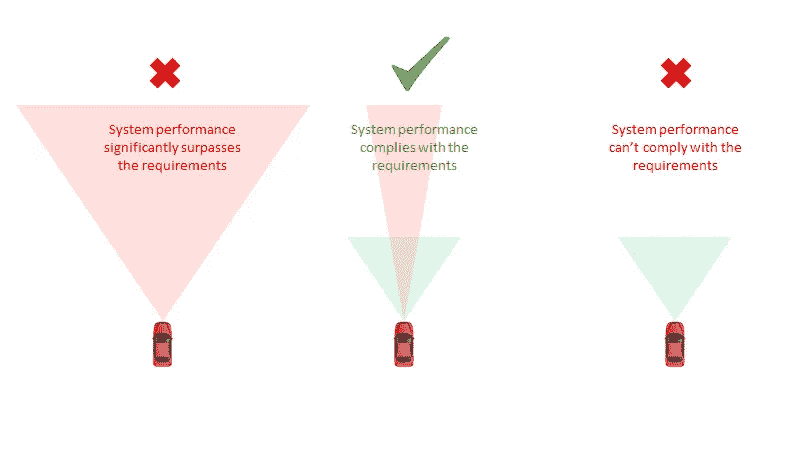 System performance
significantly surpasses
the requirements
System performance
complies with the
requirements
System performance
can't comply with the
requirements